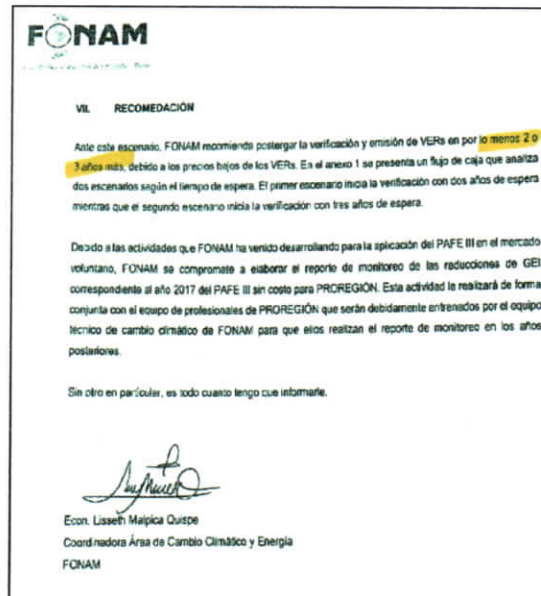 FONAM
VII. RECOMEDACIÓN
Ante este escenario, FONAM recomienda postergar la verificación y emisión de VERs en por lo menos 2 o
3 años más, debido a los precios bajos de los VERs. En el anexo 1 se presenta un flujo de caja que analiza
dos escenarios según el tiempo de espera. El primer escenario inicia la verificación con dos años de espera
mientras que el segundo escenario inicia la verificación con tres años de espera.
Debido a las actividades que FONAM ha venido desarrollando para la aplicación del PAFE III en el mercado
voluntario, FONAM se compromete a elaborar el reporte de monitoreo de las reducciones de GEI
correspondiente al año 2017 del PAFE III sin costo para PROREGIÓN. Esta actividad la realizará de forma
conjunta con el equipo de profesionales de PROREGIÓN que serán debidamente entrenados por el equipo
técnico de cambio climático de FONAM para que ellos realizan el reporte de monitoreo en los años
posteriores.
Sin otro en particular, es todo cuanto tengo que informarle.
Econ. Lisseth Malpica Quispe
Coordinadora Área de Cambio Climático y Energía
FONAM